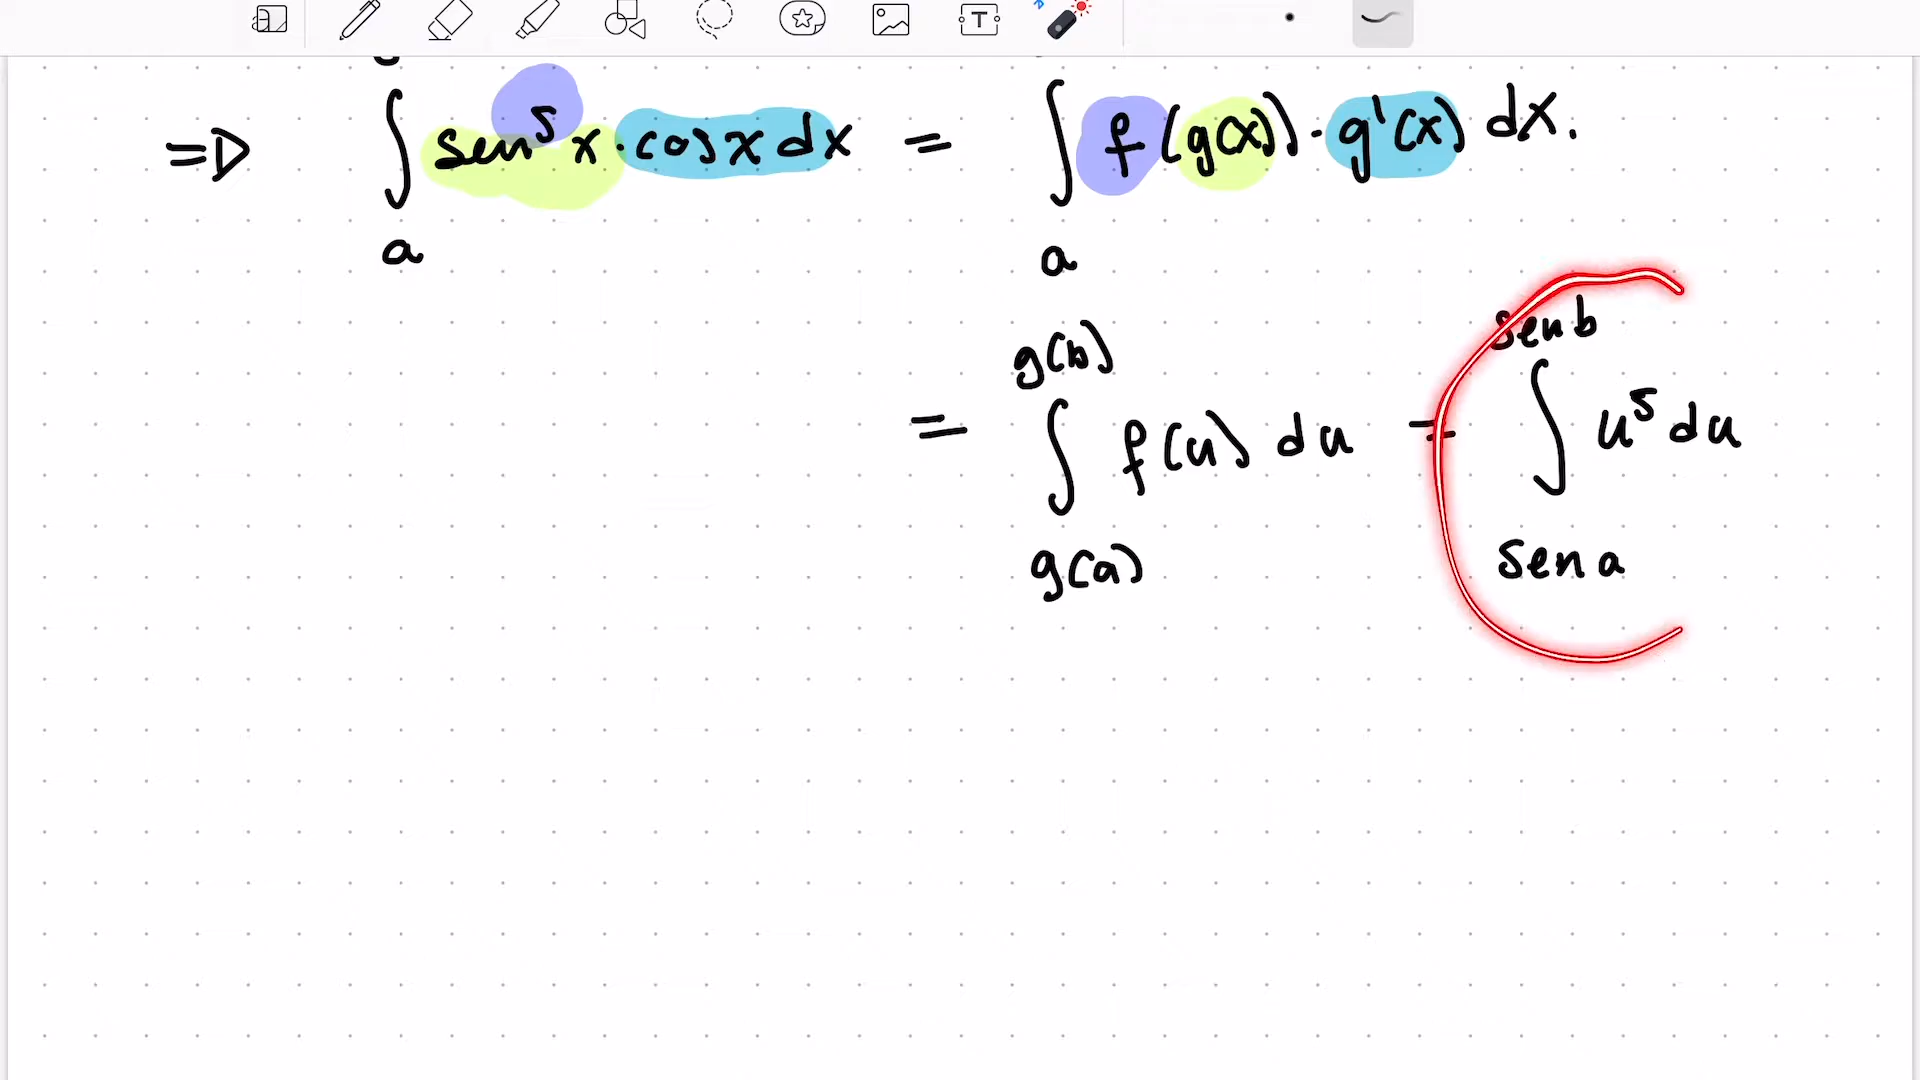 => ∫ sen⁵x · cosx dx = ∫ f(g(x)) · g'(x) dx.
a a
g(b) sen b
= ∫ f(u) du = ∫ u⁵ du
g(a) sen a